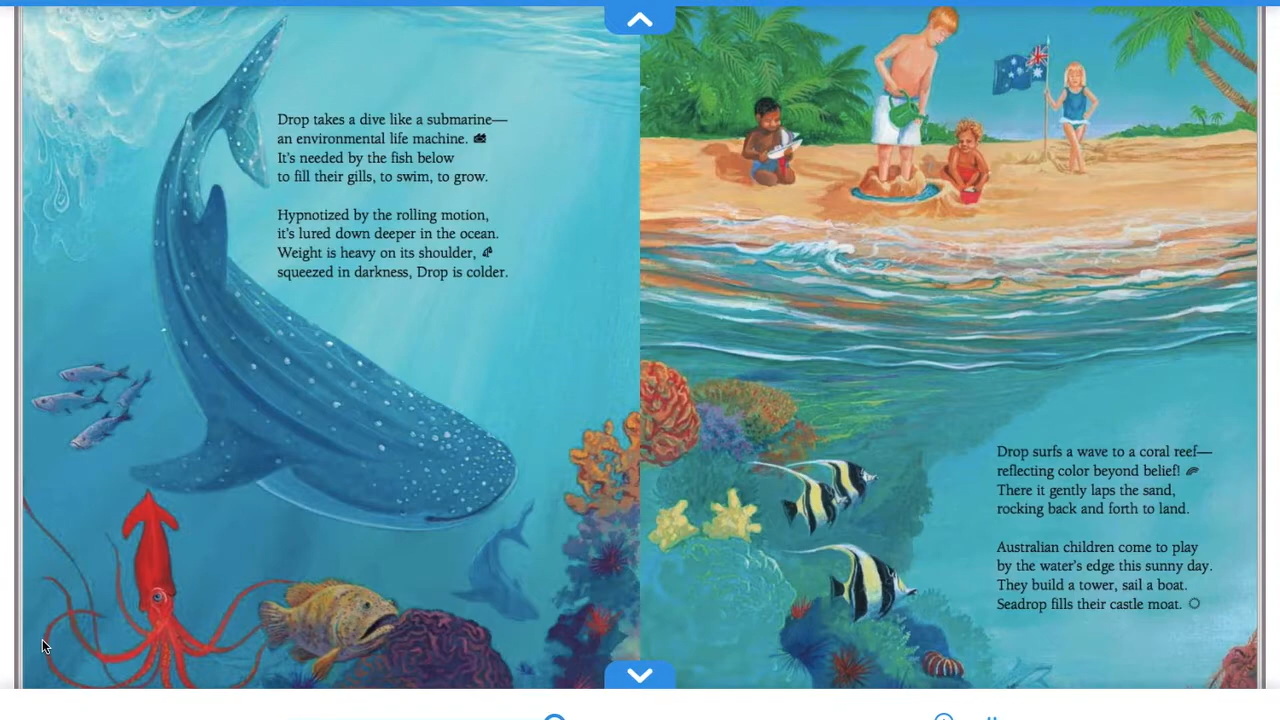 Drop takes a dive like a submarine—
an environmental life machine.
It's needed by the fish below
to fill their gills, to swim, to grow.
Hypnotized by the rolling motion,
it's lured down deeper in the ocean.
Weight is heavy on its shoulder,
squeezed in darkness, Drop is colder.
Drop surfs a wave to a coral reef—
reflecting color beyond belief!
There it gently laps the sand,
rocking back and forth to land.
Australian children come to play
by the water's edge this sunny day.
They build a tower, sail a boat.
Seadrop fills their castle moat.